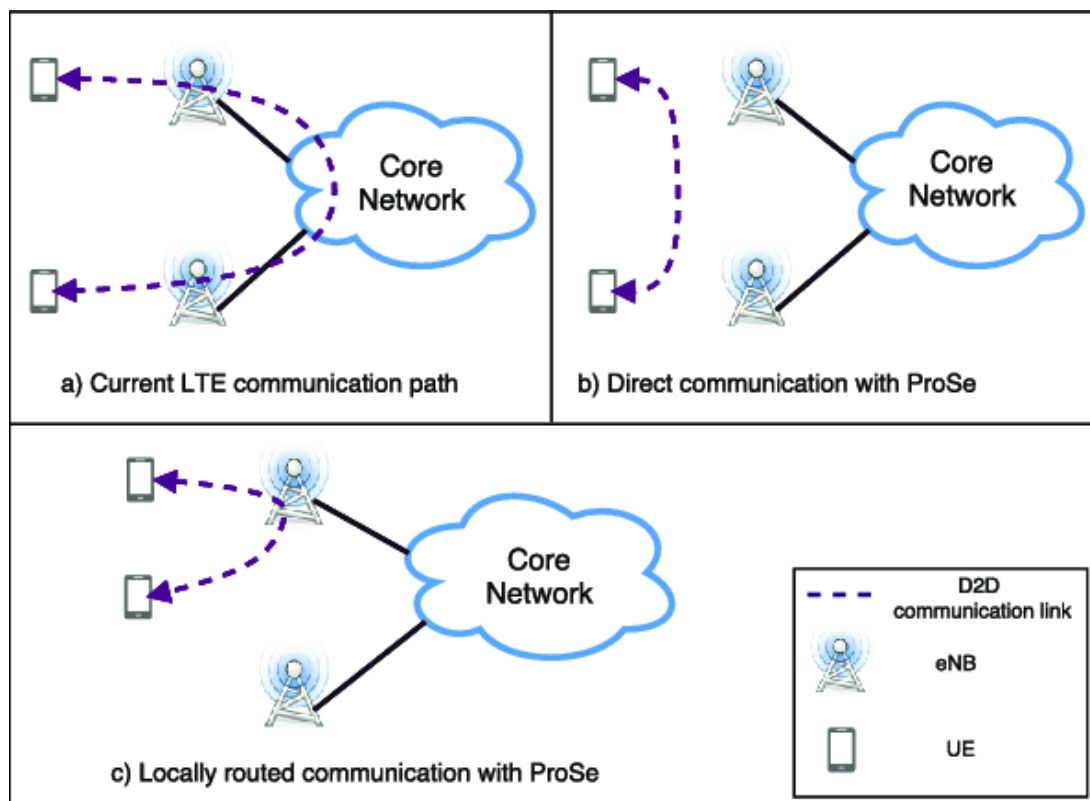 Core
Network
a) Current LTE communication path
Core
Network
b) Direct communication with ProSe
Core
Network
c) Locally routed communication with ProSe
D2D
communication link
eNB
UE